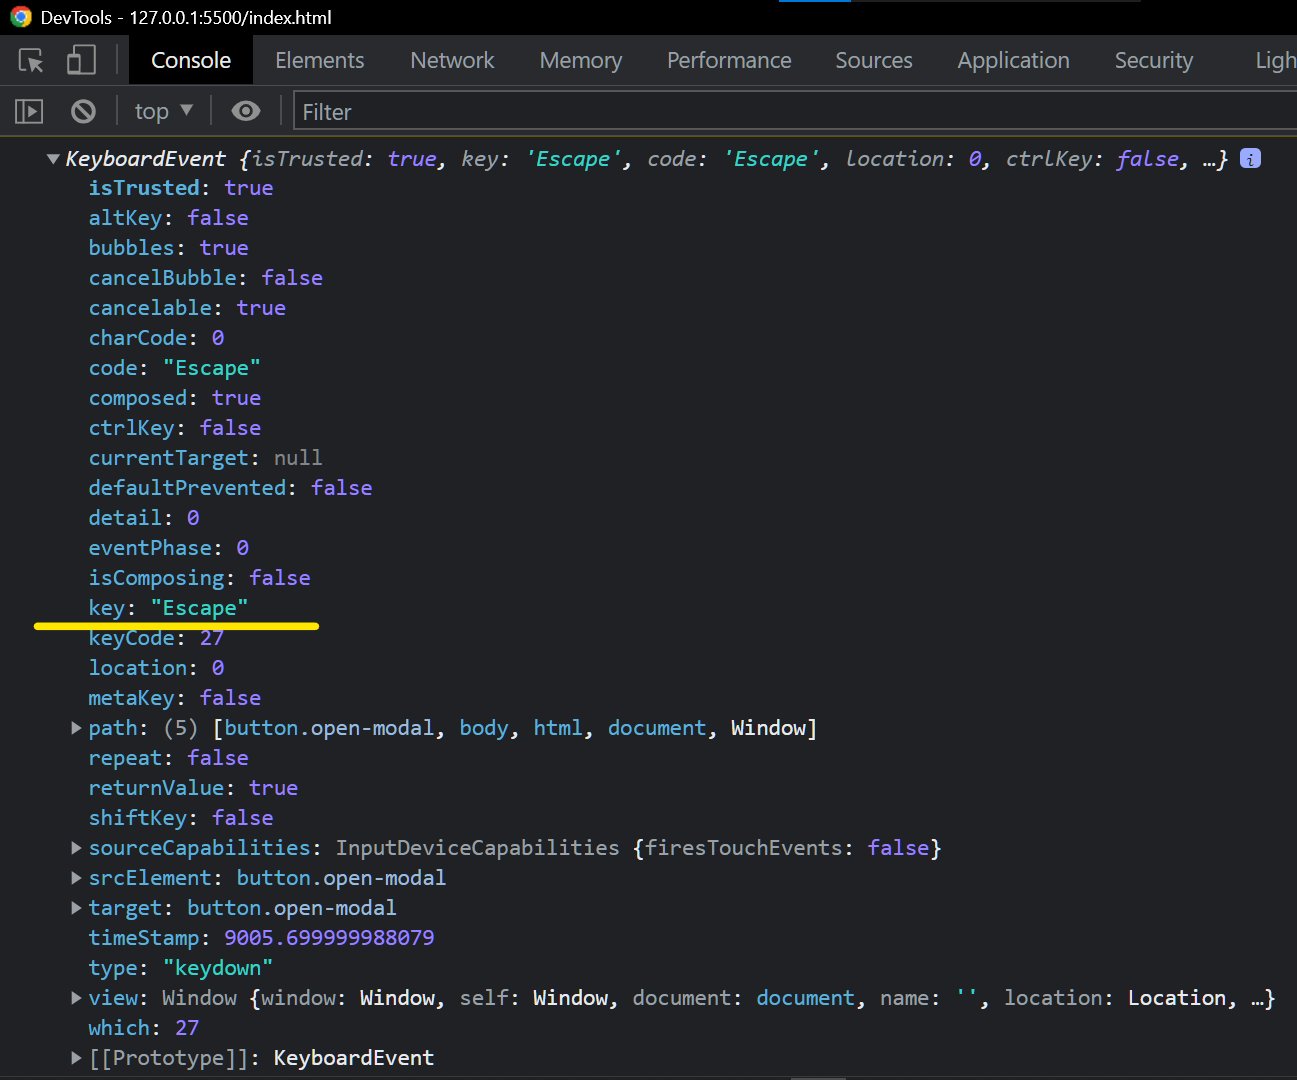 DevTools - 127.0.0.1:5500/index.html
Console Elements Network Memory Performance Sources Application Security Ligh
top ▼ Filter
▼KeyboardEvent {isTrusted: true, key: 'Escape', code: 'Escape', location: 0, ctrlKey: false, …} i
isTrusted: true
altKey: false
bubbles: true
cancelBubble: false
cancelable: true
charCode: 0
code: "Escape"
composed: true
ctrlKey: false
currentTarget: null
defaultPrevented: false
detail: 0
eventPhase: 0
isComposing: false
key: "Escape"
keyCode: 27
location: 0
metaKey: false
▶path: (5) [button.open-modal, body, html, document, Window]
repeat: false
returnValue: true
shiftKey: false
▶sourceCapabilities: InputDeviceCapabilities {firesTouchEvents: false}
▶srcElement: button.open-modal
▶target: button.open-modal
timeStamp: 9005.699999988079
type: "keydown"
▶view: Window {window: Window, self: Window, document: document, name: '', location: Location, …}
which: 27
▶[[Prototype]]: KeyboardEvent